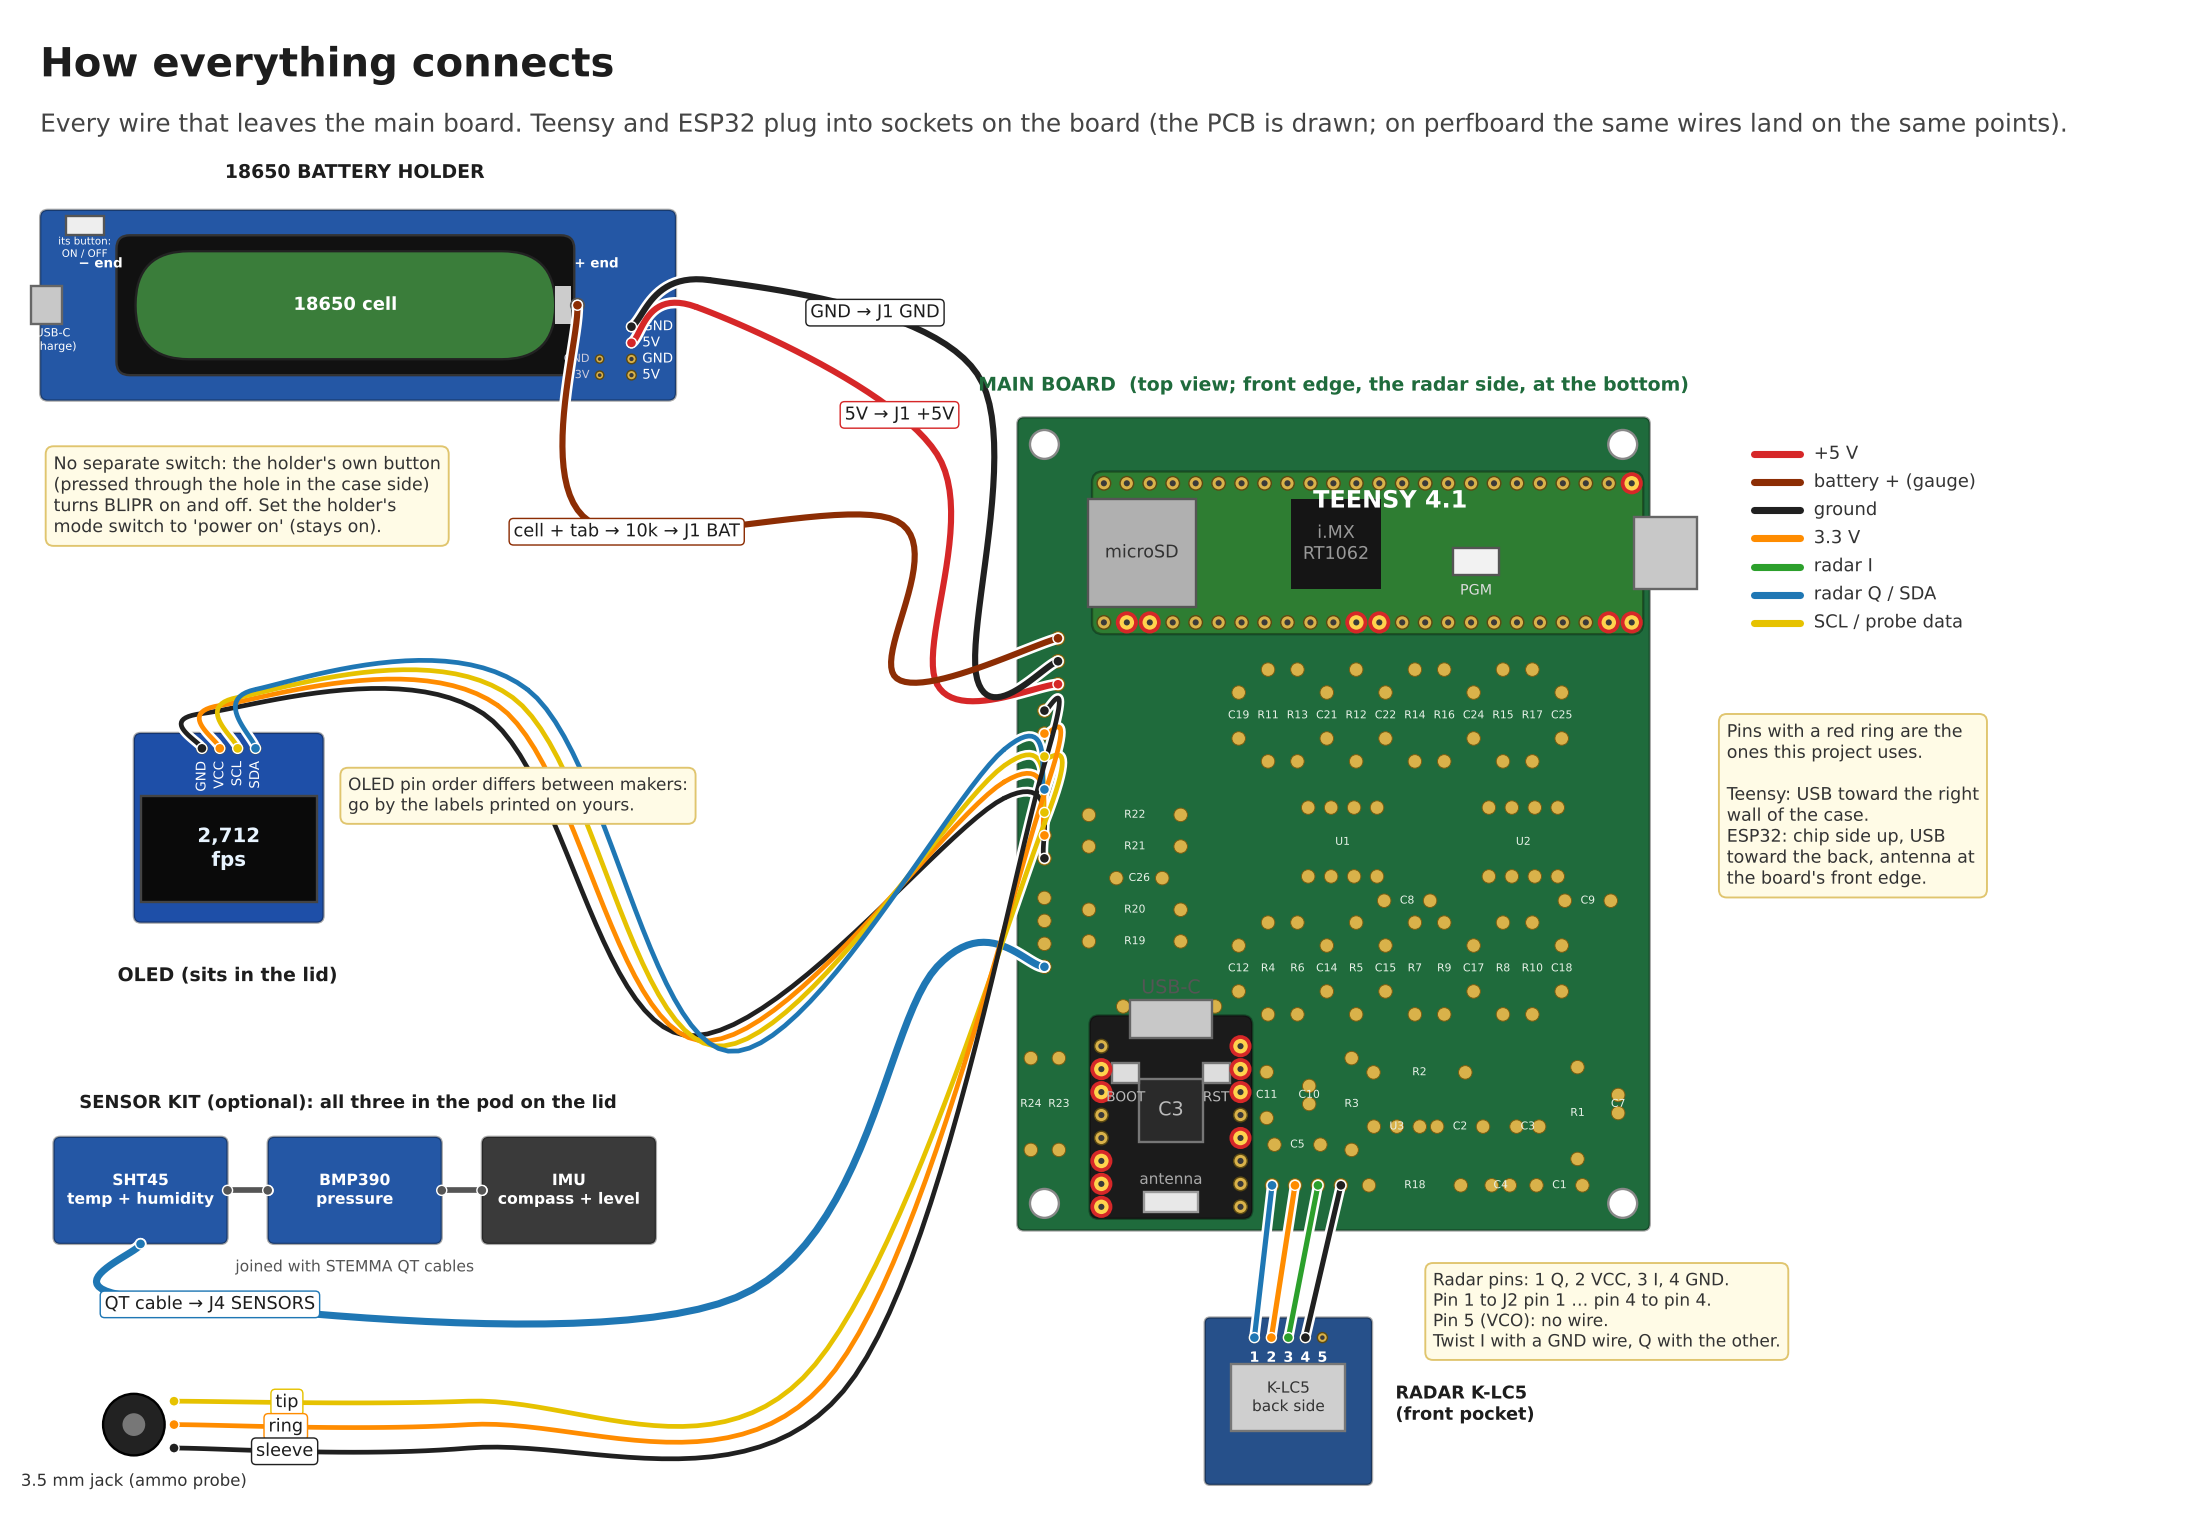 How everything connects
Every wire that leaves the main board. Teensy and ESP32 plug into sockets on the board (the PCB is drawn; on perfboard the same wires land on the same points).
18650 BATTERY HOLDER
its button:
ON / OFF
− end
+ end
18650 cell
GND
5V
GND
5V
GND → J1 GND
5V → J1 +5V
No separate switch: the holder's own button
(pressed through the hole in the case side)
turns BLIPR on and off. Set the holder's
mode switch to 'power on' (stays on).
cell + tab → 10k → J1 BAT
MAIN BOARD (top view; front edge, the radar side, at the bottom)
TEENSY 4.1
microSD
i.MX
RT1062
PGM
+5 V
battery + (gauge)
ground
3.3 V
radar I
radar Q / SDA
SCL / probe data
C19 R11 R13 C21 R12 C22 R14 R16 C24 R15 R17 C25
Pins with a red ring are the
ones this project uses.
Teensy: USB toward the right
wall of the case.
ESP32: chip side up, USB
toward the back, antenna at
the board's front edge.
GND
VCC
SCL
SDA
2,712
fps
OLED pin order differs between makers:
go by the labels printed on yours.
OLED (sits in the lid)
R22
R21
C26
R20
R19
U1
U2
C8
C9
C12 R4 R6 C14 R5 C15 R7 R9 C17 R8 R10 C18
USB-C
BOOT
RST
C3
antenna
R24 R23
C11
C10
R3
R2
R1
C7
U3
C2
C3
C5
R18
C4
C1
SENSOR KIT (optional): all three in the pod on the lid
SHT45
temp + humidity
BMP390
pressure
IMU
compass + level
joined with STEMMA QT cables
QT cable → J4 SENSORS
Radar pins: 1 Q, 2 VCC, 3 I, 4 GND.
Pin 1 to J2 pin 1 … pin 4 to pin 4.
Pin 5 (VCO): no wire.
Twist I with a GND wire, Q with the other.
1 2 3 4 5
K-LC5
back side
RADAR K-LC5
(front pocket)
tip
ring
sleeve
3.5 mm jack (ammo probe)